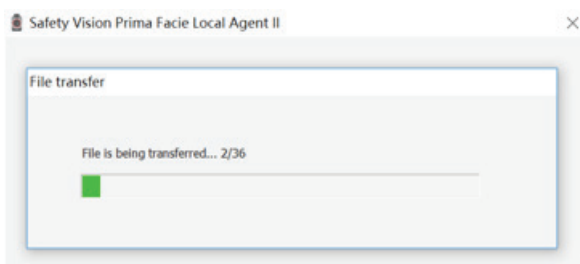 Safety Vision Prima Facie Local Agent II
File transfer
File is being transferred... 2/36